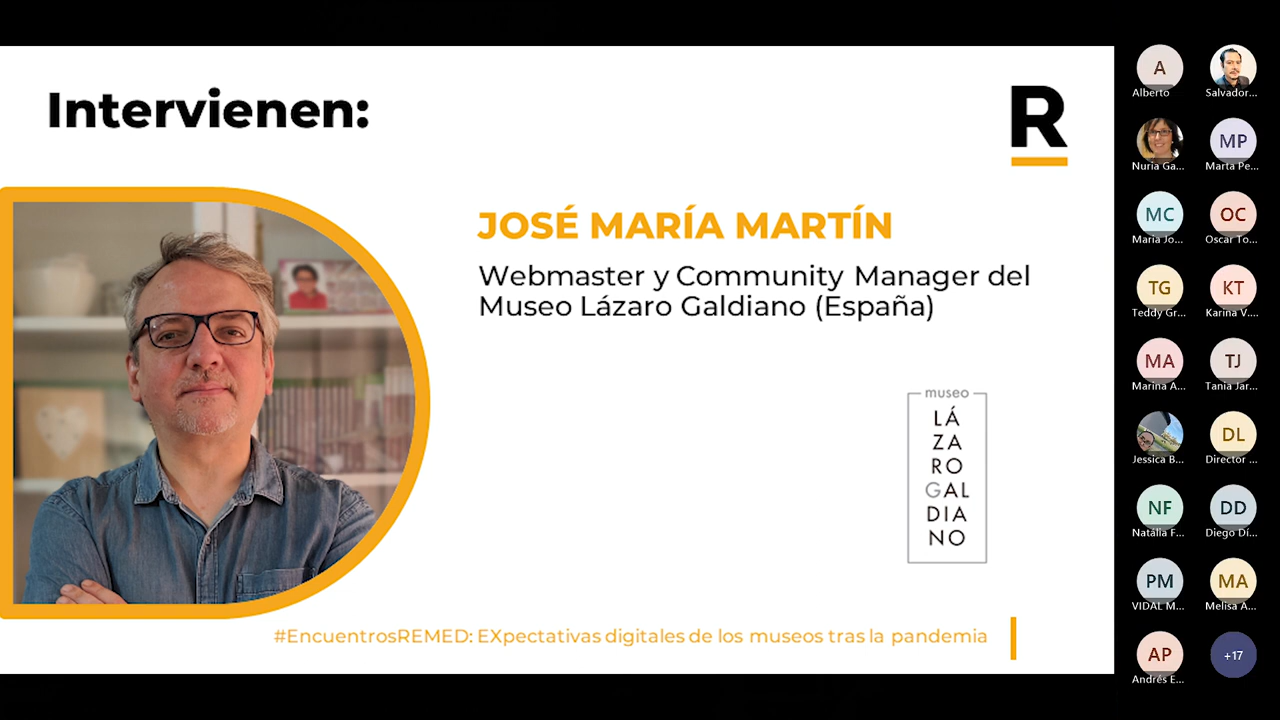 Intervienen:
R
JOSÉ MARÍA MARTÍN
Webmaster y Community Manager del
Museo Lázaro Galdiano (España)
museo
LÁ
ZA
RO
GAL
DIA
NO
#EncuentrosREMED: EXpectativas digitales de los museos tras la pandemia
A
Alberto
Salvador...
Nuria Ga...
MP
Marta Pe...
MC
Maria Jo...
OC
Oscar To...
TG
Teddy Gr...
KT
Karina V....
MA
Marina A...
TJ
Tania Jar...
Jessica B...
DL
Director ...
NF
Natália F...
DD
Diego Dí...
PM
VIDAL M...
MA
Melisa A...
AP
Andrés E...
+17